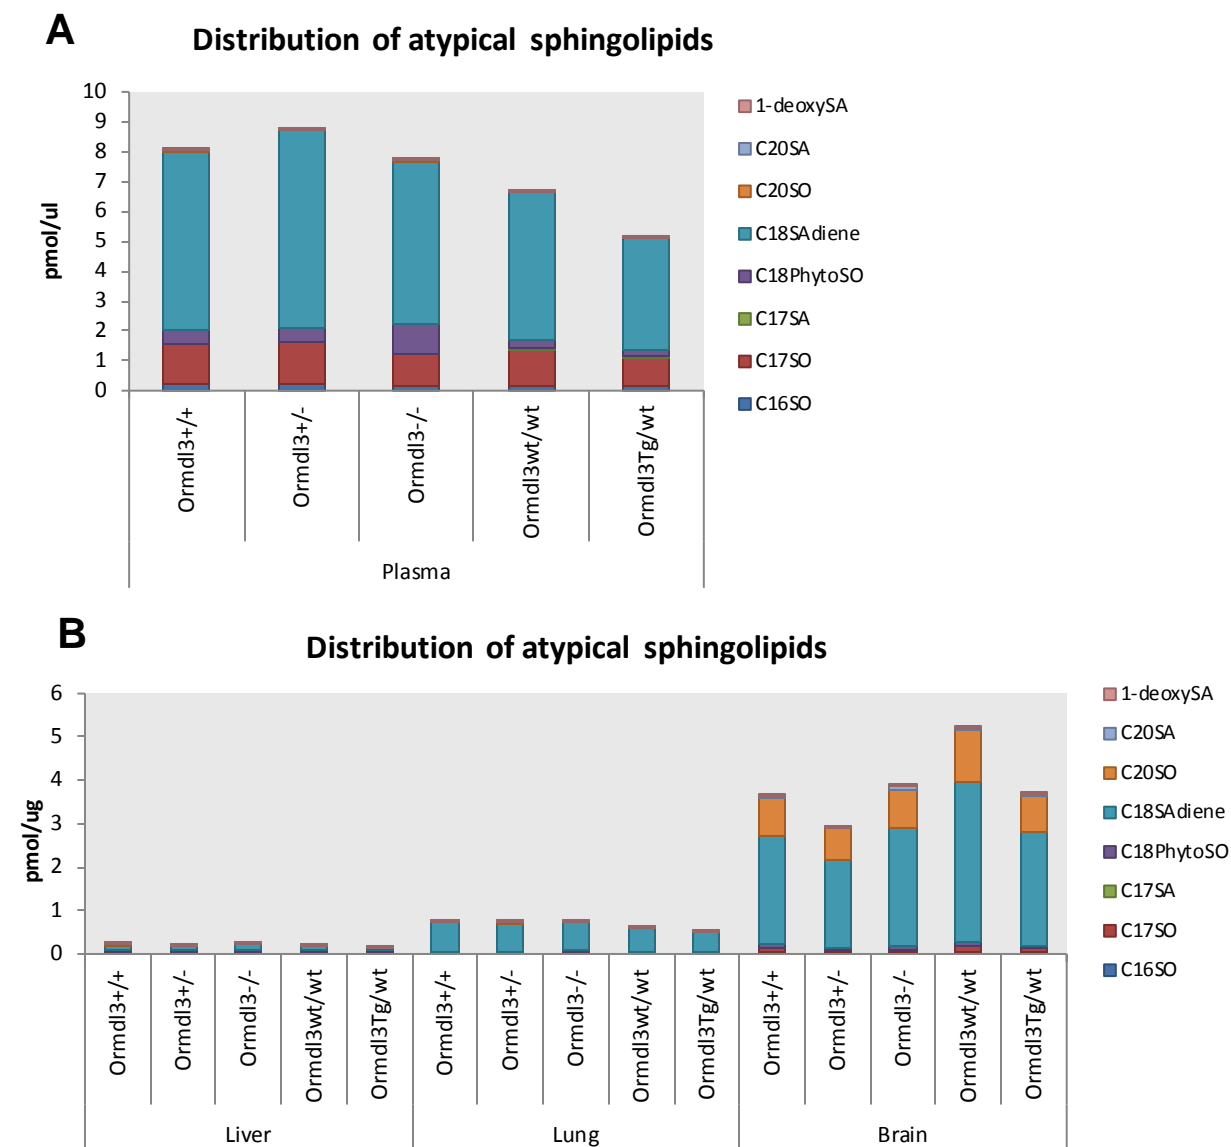 A
Distribution of atypical sphingolipids
10
9
8
7
6
5
4
3
2
1
0
pmol/ul
1-deoxySA
C20SA
C20SO
C18SAdiene
C18PhytoSO
C17SA
C17SO
C16SO
Ormdl3+/+
Ormdl3+/-
Ormdl3-/-
Ormdl3wt/wt
Ormdl3Tg/wt
Plasma
B
Distribution of atypical sphingolipids
6
5
4
3
2
1
0
pmol/ug
1-deoxySA
C20SA
C20SO
C18SAdiene
C18PhytoSO
C17SA
C17SO
C16SO
Ormdl3+/+
Ormdl3+/-
Ormdl3-/-
Ormdl3wt/wt
Ormdl3Tg/wt
Ormdl3+/+
Ormdl3+/-
Ormdl3-/-
Ormdl3wt/wt
Ormdl3Tg/wt
Ormdl3+/+
Ormdl3+/-
Ormdl3-/-
Ormdl3wt/wt
Ormdl3Tg/wt
Liver
Lung
Brain